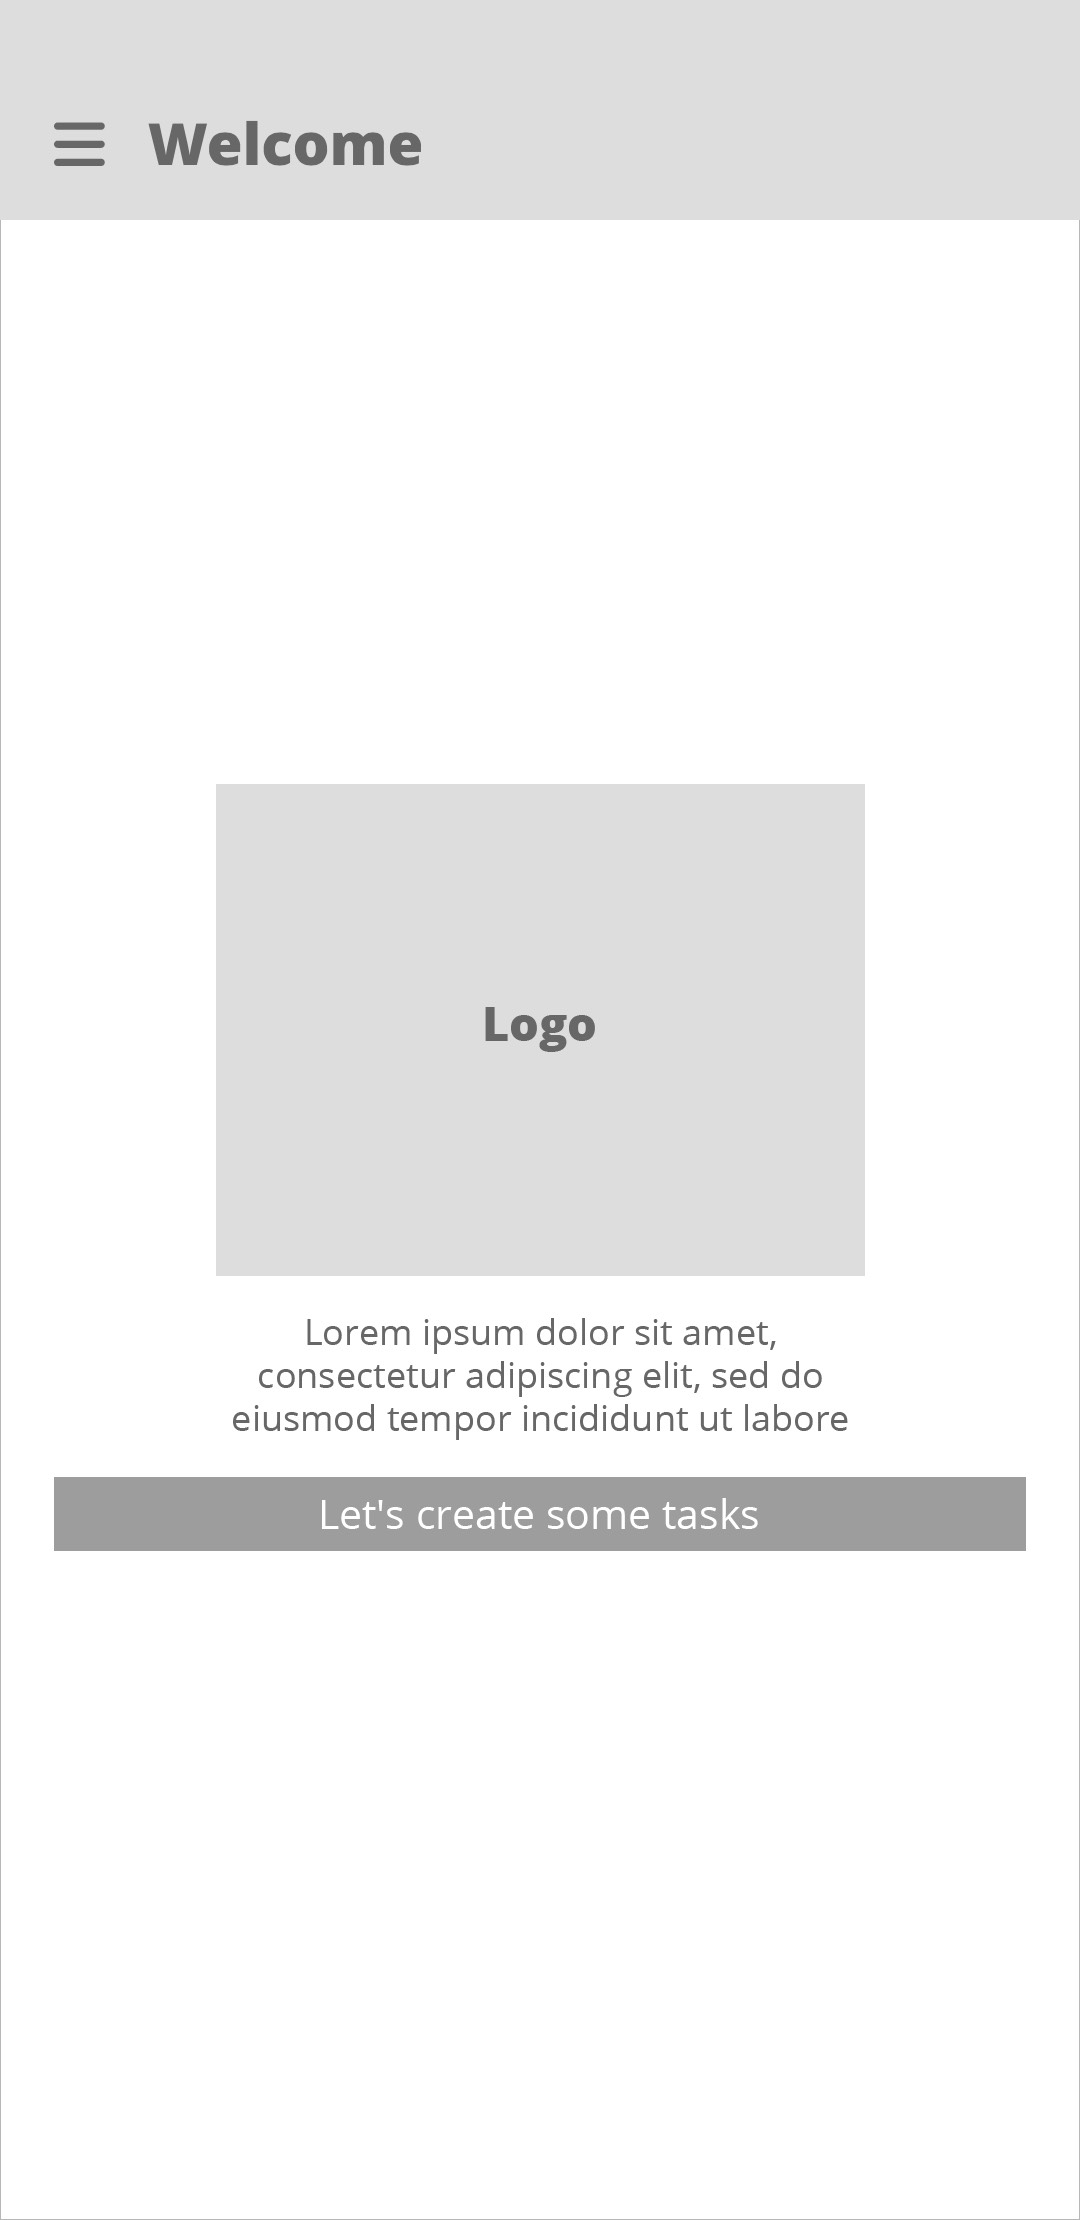 Welcome
Logo
Lorem ipsum dolor sit amet,
consectetur adipiscing elit, sed do
eiusmod tempor incididunt ut labore
Let's create some tasks